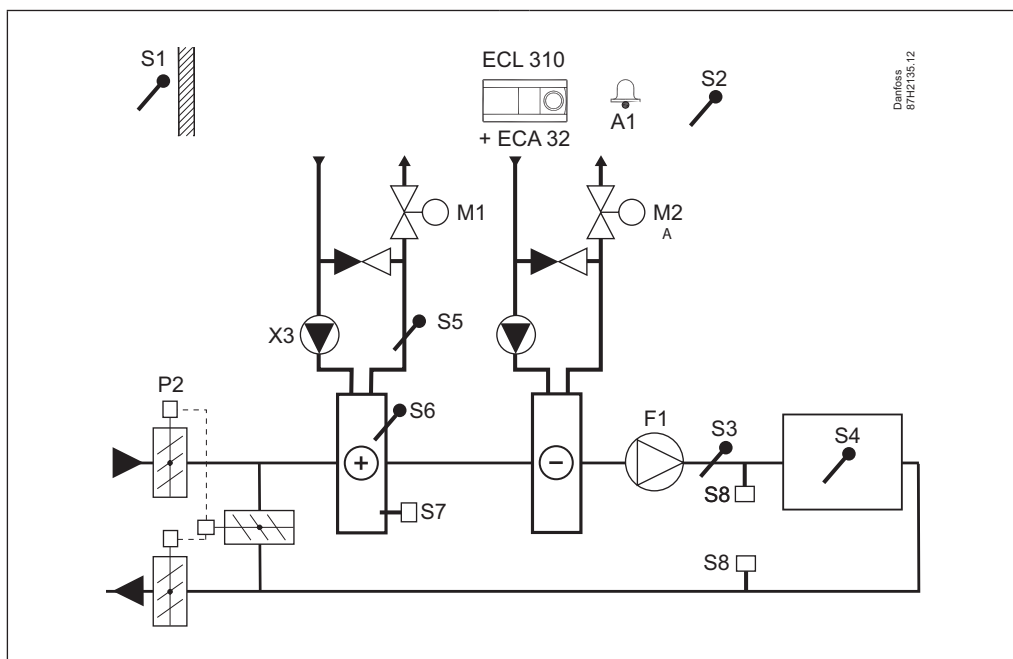 S1
ECL 310
+ ECA 32
A1
S2
Danfoss
87H2135.12
M1
M2
A
X3
S5
P2
S6
F1
S3
S4
+
−
S7
S8
S8